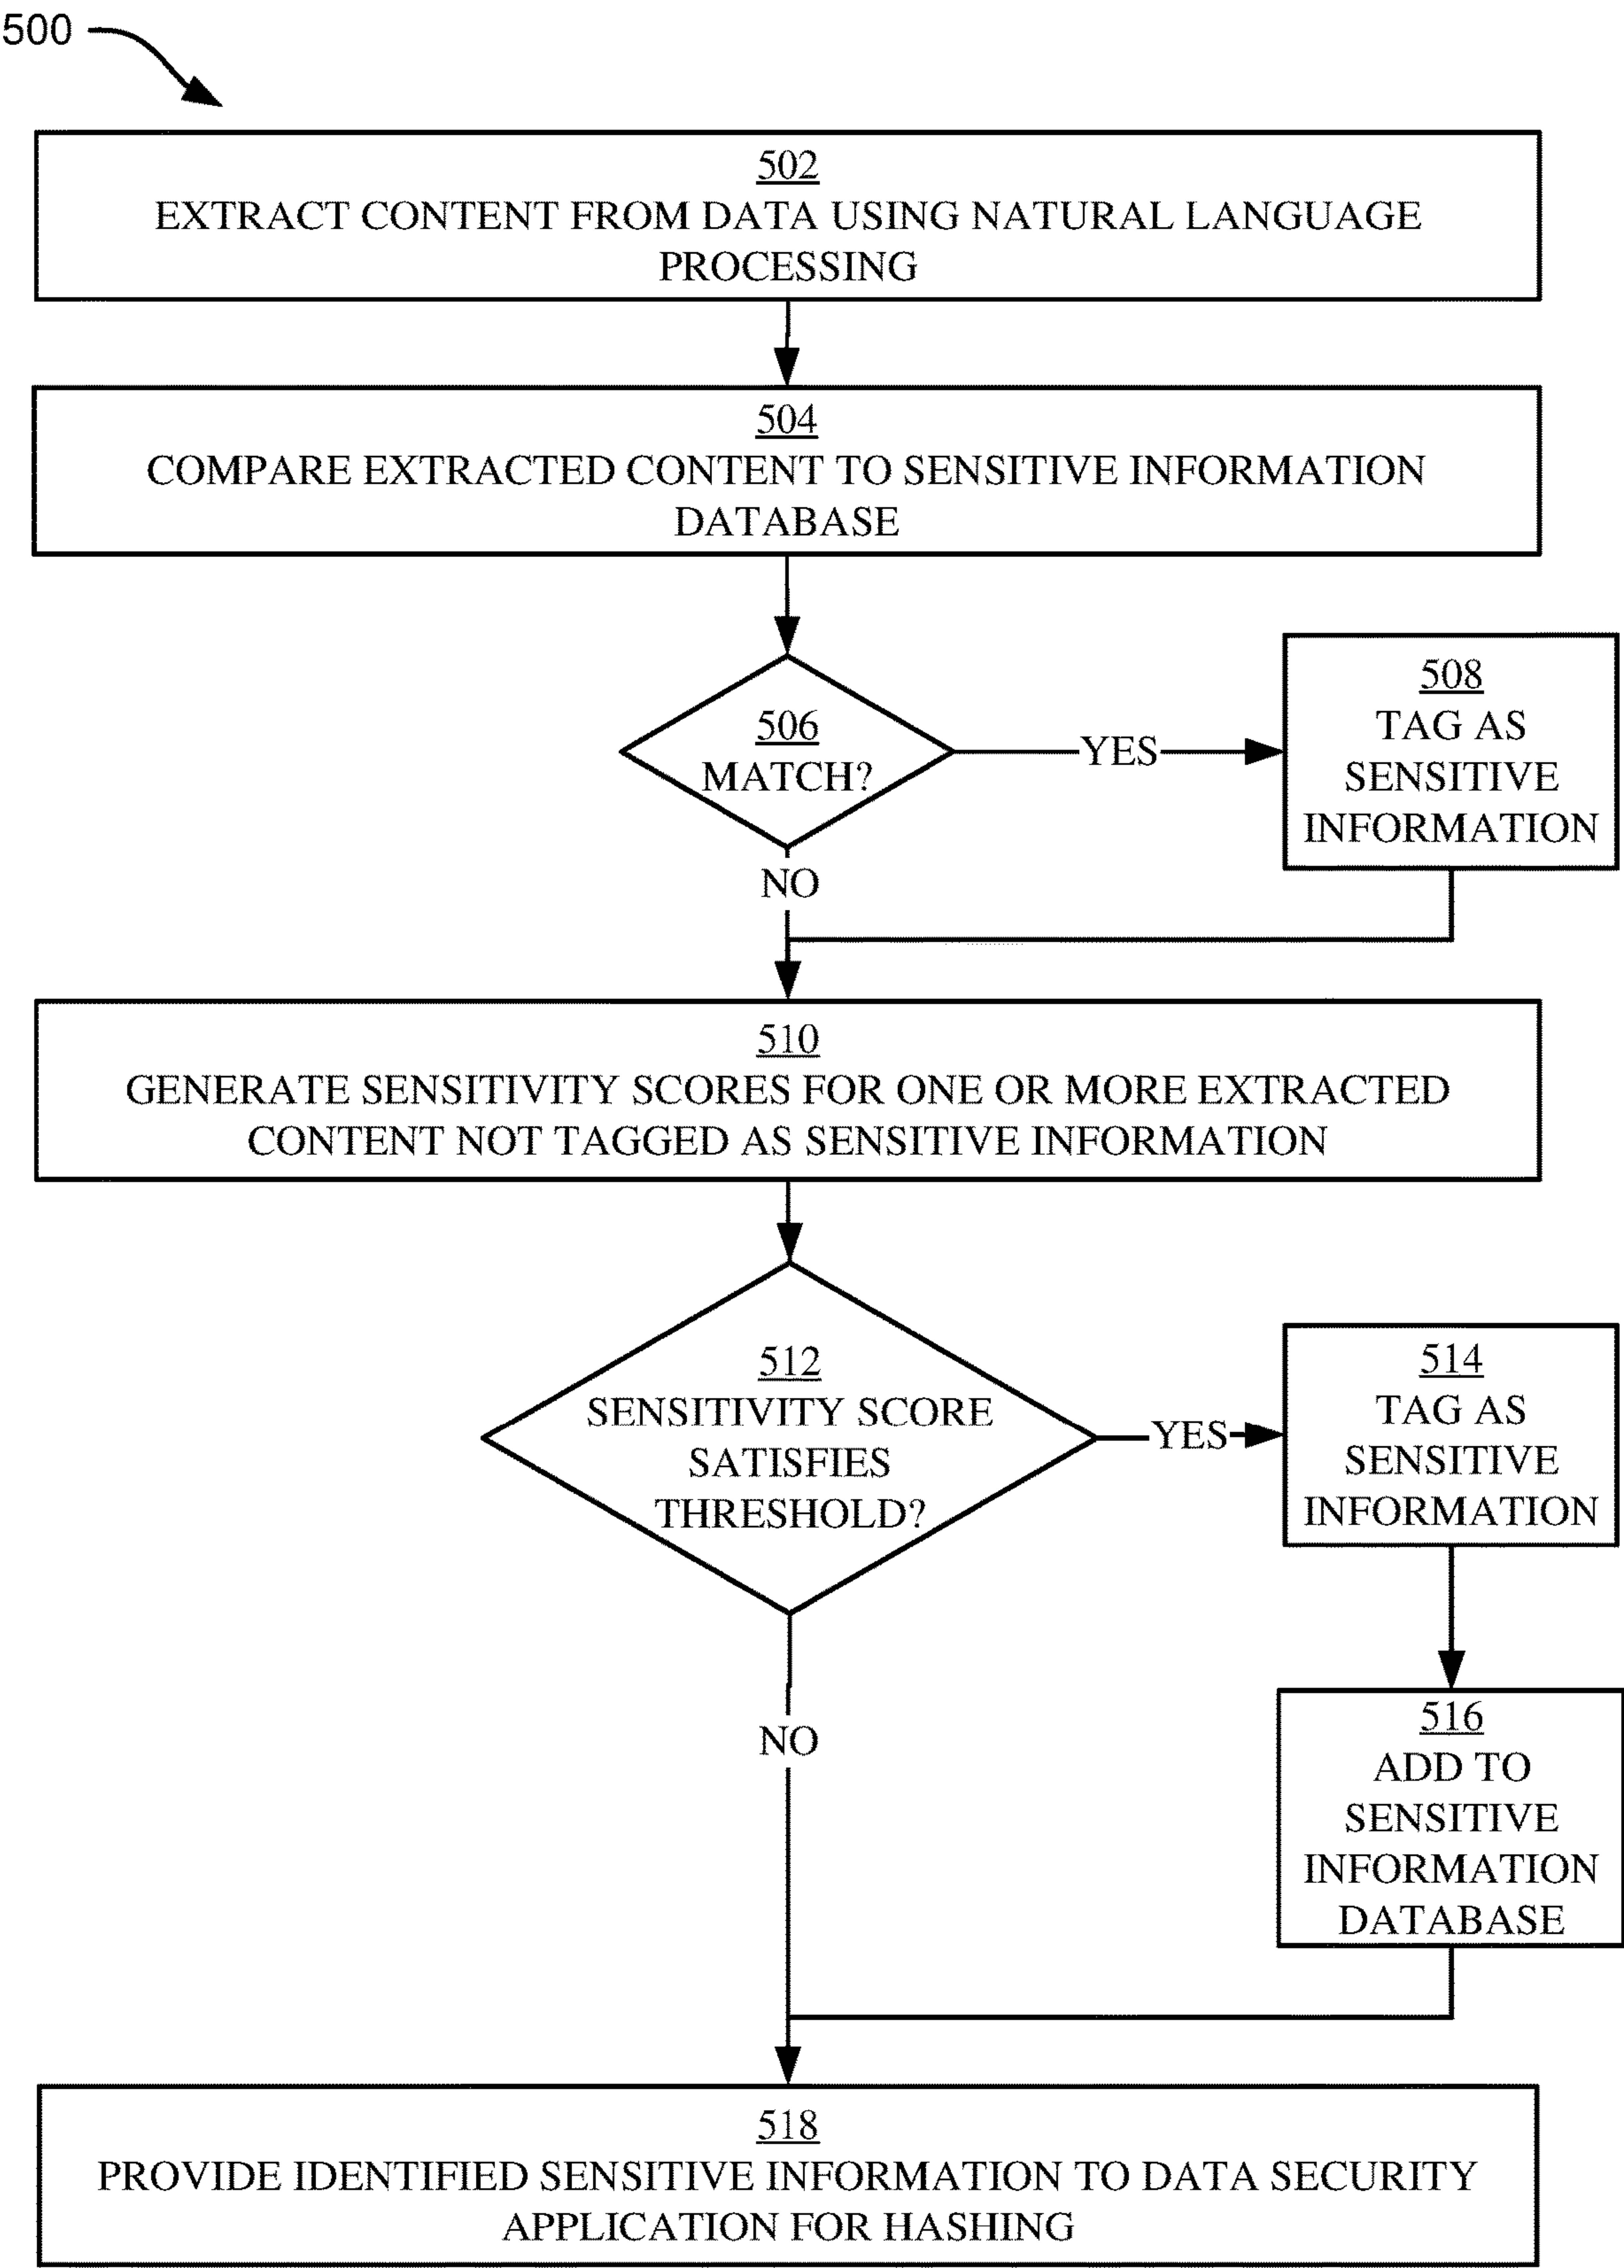 500
502
EXTRACT CONTENT FROM DATA USING NATURAL LANGUAGE
PROCESSING
504
COMPARE EXTRACTED CONTENT TO SENSITIVE INFORMATION
DATABASE
506
MATCH?
YES
508
TAG AS
SENSITIVE
INFORMATION
NO
510
GENERATE SENSITIVITY SCORES FOR ONE OR MORE EXTRACTED
CONTENT NOT TAGGED AS SENSITIVE INFORMATION
512
SENSITIVITY SCORE
SATISFIES
THRESHOLD?
YES
514
TAG AS
SENSITIVE
INFORMATION
NO
516
ADD TO
SENSITIVE
INFORMATION
DATABASE
518
PROVIDE IDENTIFIED SENSITIVE INFORMATION TO DATA SECURITY
APPLICATION FOR HASHING